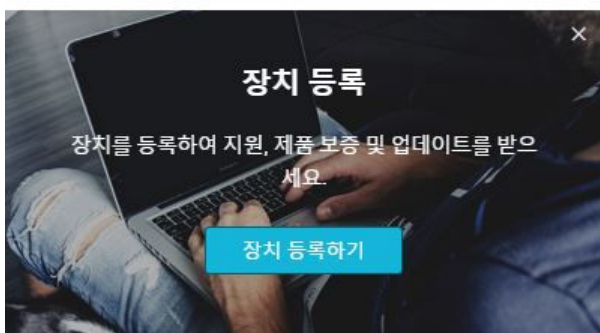 장치 등록
장치를 등록하여 지원, 제품 보증 및 업데이트를 받으
세요.
장치 등록하기